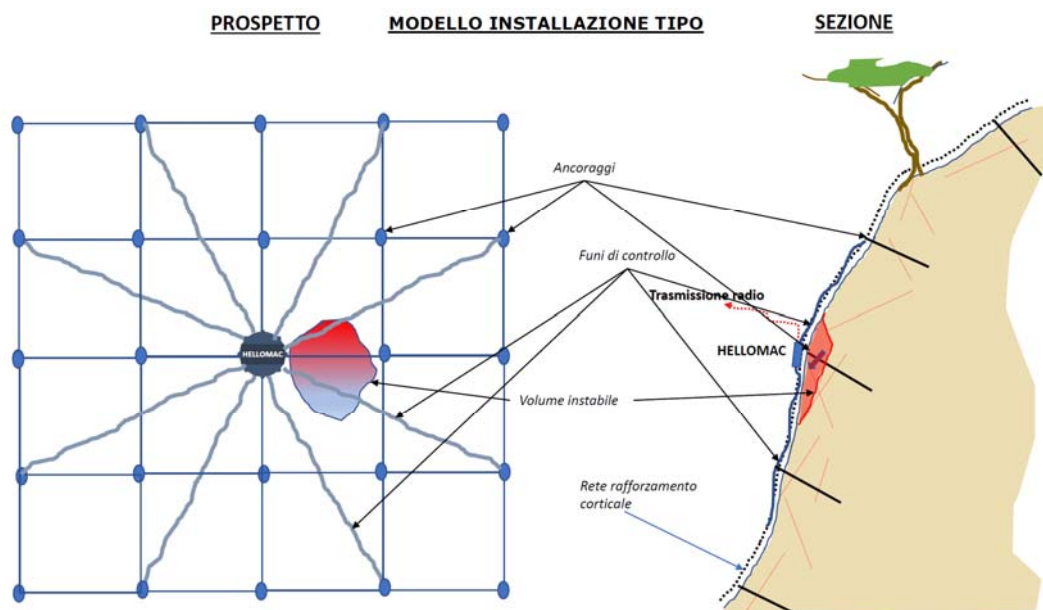 PROSPETTO
MODELLO INSTALLAZIONE TIPO
SEZIONE
Ancoraggi
Funi di controllo
Trasmissione radio
HELLOMAC
HELLOMAC
Volume instabile
Rete rafforzamento
corticale